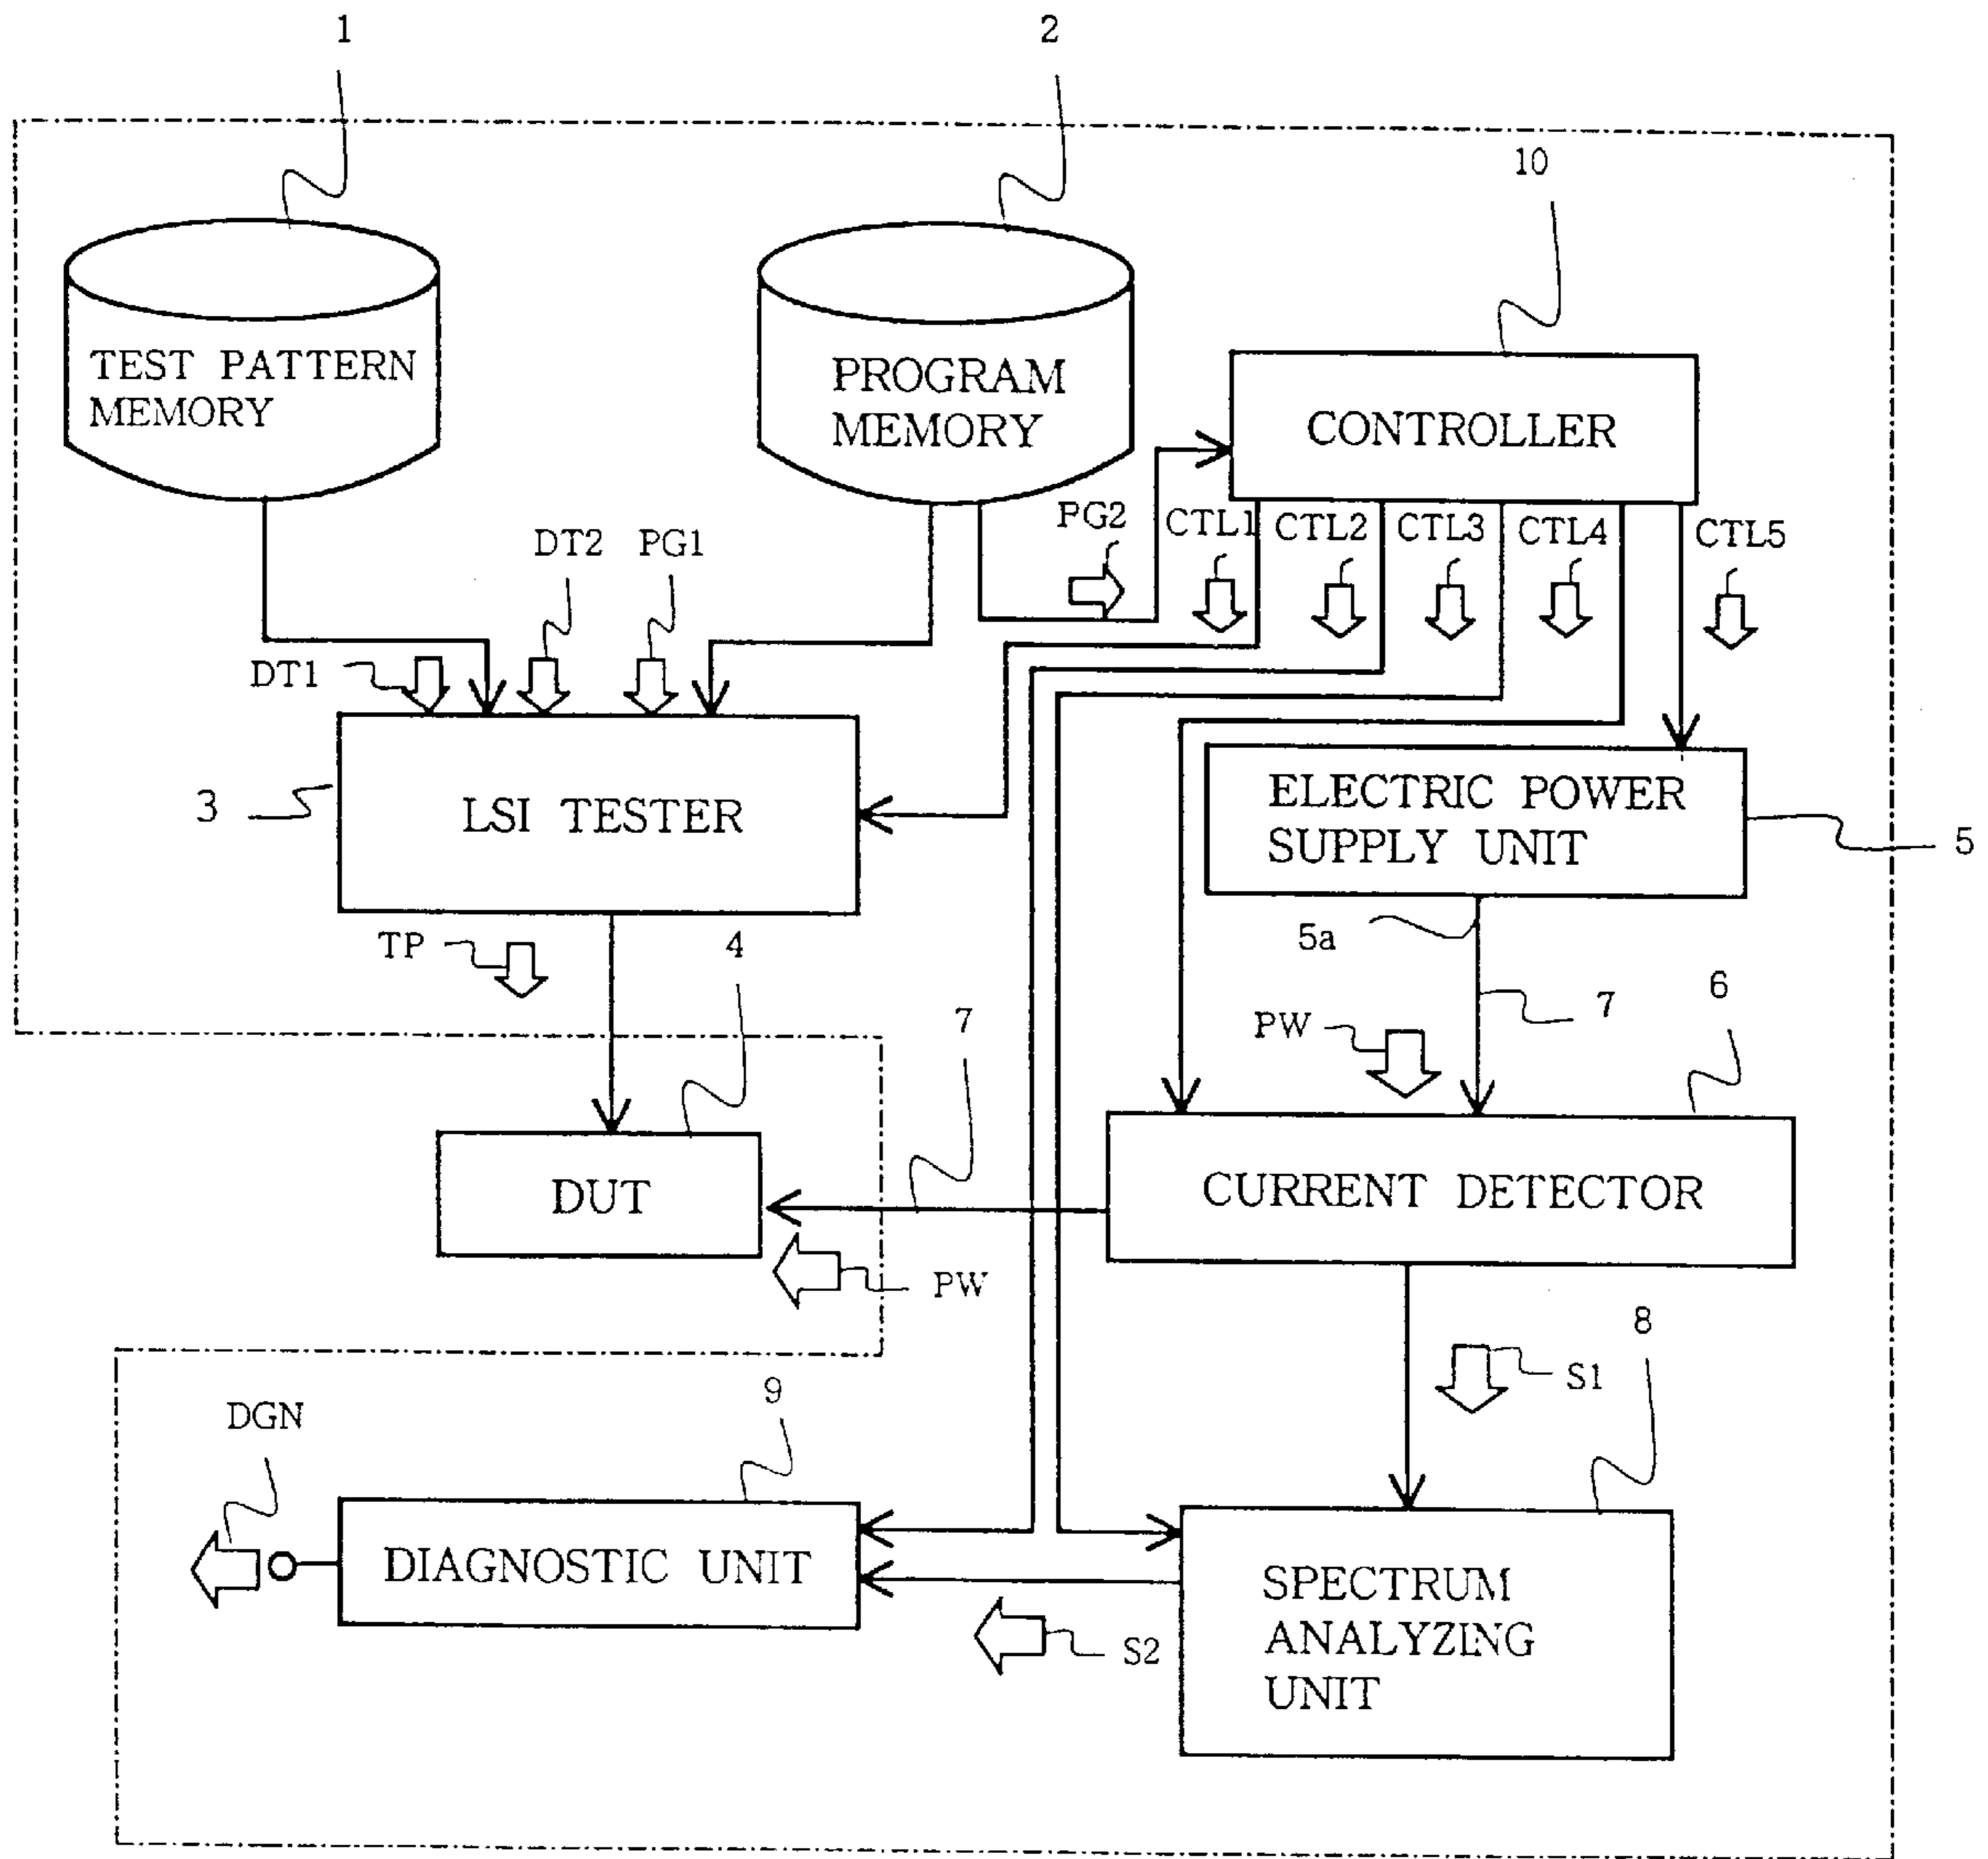 1
2
10
TEST PATTERN
MEMORY
PROGRAM
MEMORY
CONTROLLER
DT2
PG1
PG2
CTL1
CTL2
CTL3
CTL4
CTL5
DT1
3
LSI TESTER
ELECTRIC POWER
SUPPLY UNIT
5
TP
4
5a
7
6
7
PW
DUT
CURRENT DETECTOR
PW
8
S1
9
DGN
DIAGNOSTIC UNIT
SPECTRUM
ANALYZING
UNIT
S2